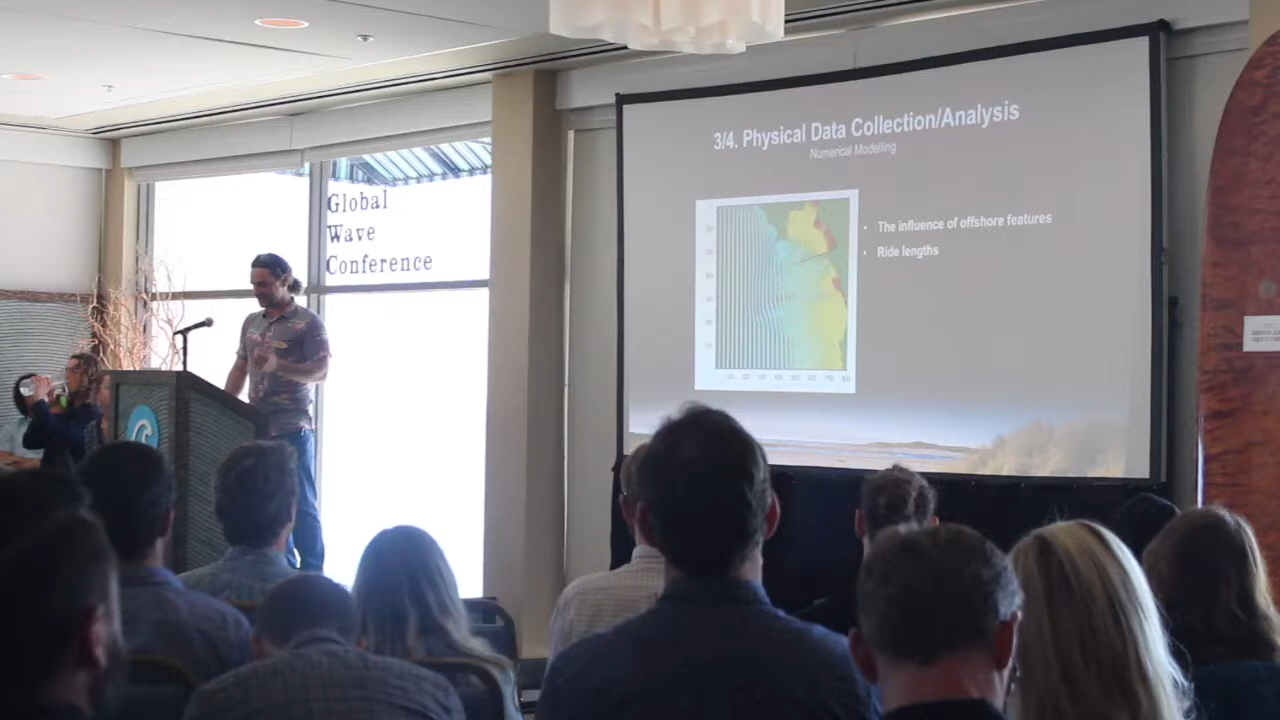 Global
Wave
Conference
3/4. Physical Data Collection/Analysis
Numerical Modelling
• The influence of offshore features
• Ride lengths